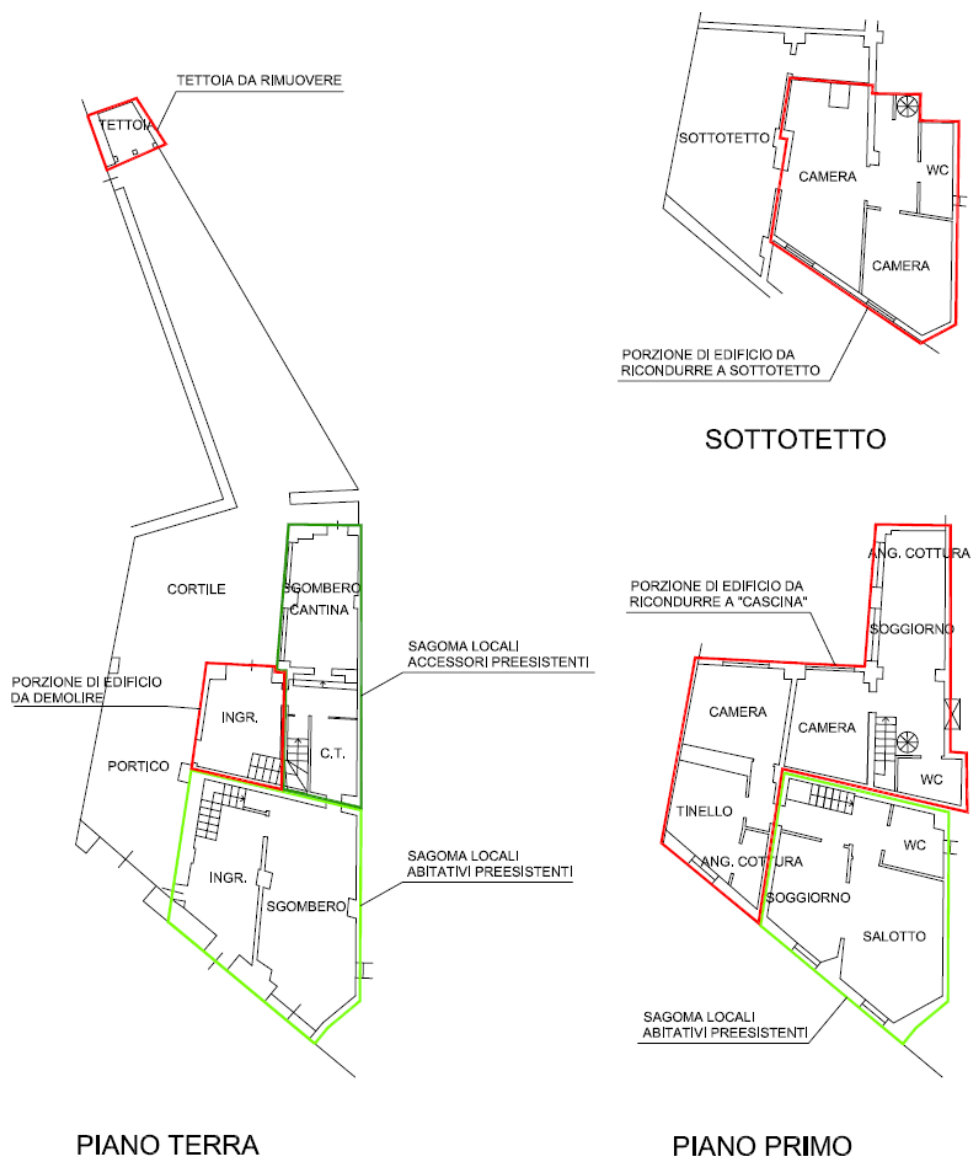 TETTOIA DA RIMUOVERE
TETTOIA
CORTILE
SGOMBERO
CANTINA
SAGOMA LOCALI
ACCESSORI PREESISTENTI
PORZIONE DI EDIFICIO
DA DEMOLIRE
INGR.
C.T.
PORTICO
SAGOMA LOCALI
ABITATIVI PREESISTENTI
INGR.
SGOMBERO
PIANO TERRA
SOTTOTETTO
CAMERA
WC
CAMERA
PORZIONE DI EDIFICIO DA
RICONDURRE A SOTTOTETTO
SOTTOTETTO
ANG. COTTURA
PORZIONE DI EDIFICIO DA
RICONDURRE A "CASCINA"
SOGGIORNO
CAMERA
CAMERA
WC
TINELLO
WC
ANG. COTTURA
SOGGIORNO
SALOTTO
SAGOMA LOCALI
ABITATIVI PREESISTENTI
PIANO PRIMO